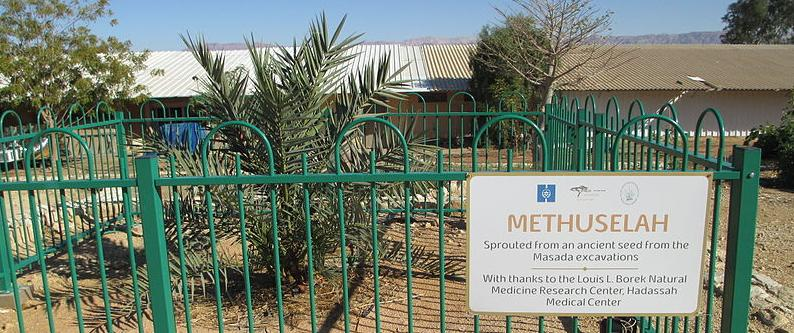 METHUSELAH
Sprouted from an ancient seed from the
Masada excavations
With thanks to the Louis L. Borek Natural
Medicine Research Center, Hadassah
Medical Center